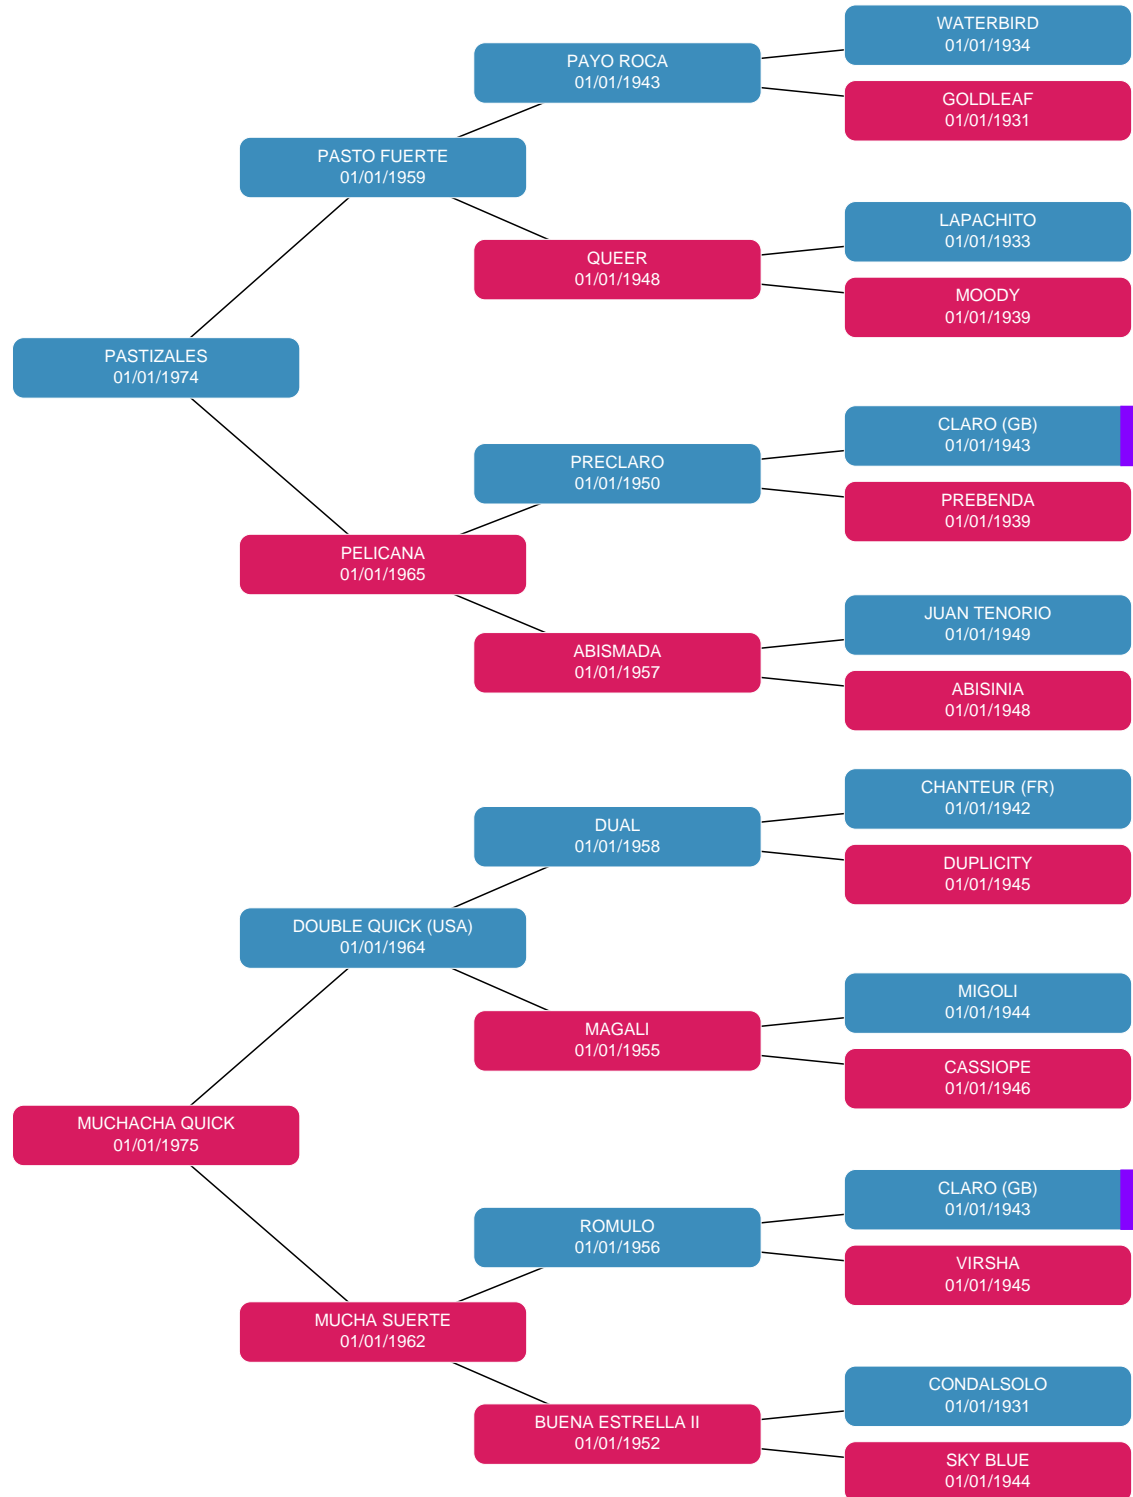 WATERBIRD
01/01/1934
PAYO ROCA
01/01/1943
GOLDLEAF
01/01/1931
PASTO FUERTE
01/01/1959
LAPACHITO
01/01/1933
QUEER
01/01/1948
MOODY
01/01/1939
PASTIZALES
01/01/1974
CLARO (GB)
01/01/1943
PRECLARO
01/01/1950
PREBENDA
01/01/1939
PELICANA
01/01/1965
JUAN TENORIO
01/01/1949
ABISMADA
01/01/1957
ABISINIA
01/01/1948
CHANTEUR (FR)
01/01/1942
DUAL
01/01/1958
DUPLICITY
01/01/1945
DOUBLE QUICK (USA)
01/01/1964
MIGOLI
01/01/1944
MAGALI
01/01/1955
CASSIOPE
01/01/1946
MUCHACHA QUICK
01/01/1975
CLARO (GB)
01/01/1943
ROMULO
01/01/1956
VIRSHA
01/01/1945
MUCHA SUERTE
01/01/1962
CONDALSOLO
01/01/1931
BUENA ESTRELLA II
01/01/1952
SKY BLUE
01/01/1944